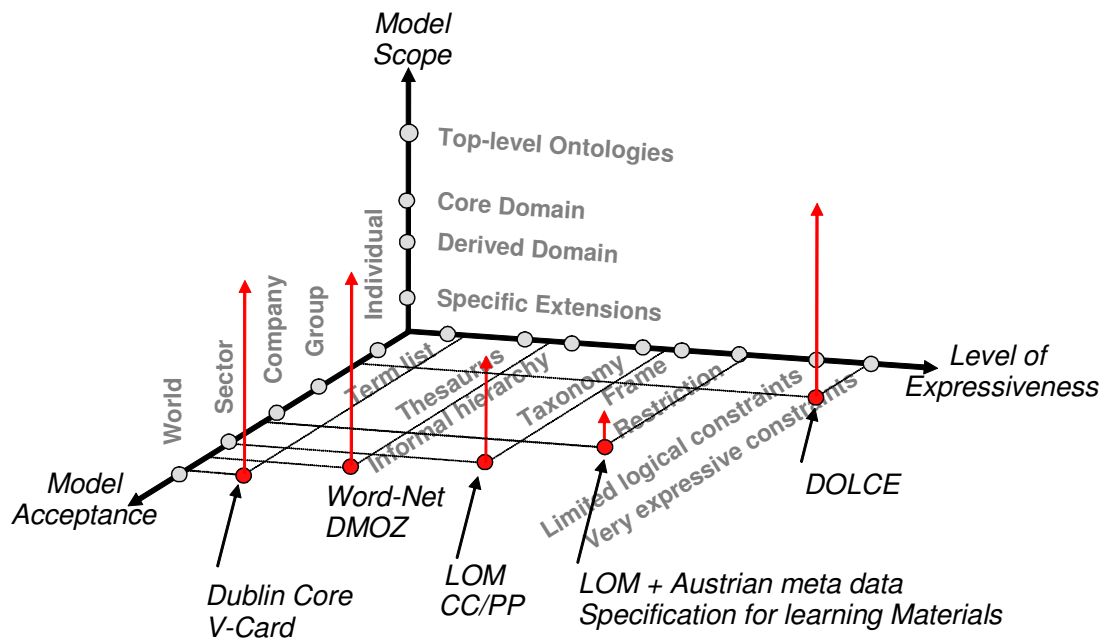 Model
Scope
Top-level Ontologies
Core Domain
Derived Domain
Specific Extensions
Individual
Group
Company
Sector
World
Term list
Thesaurus
Informal hierarchy
Taxonomy
Frame
Restriction
Limited logical constraints
Very expressive constraints
Level of
Expressiveness
Model
Acceptance
Word-Net
DMOZ
DOLCE
Dublin Core
V-Card
LOM
CC/PP
LOM + Austrian meta data
Specification for learning Materials